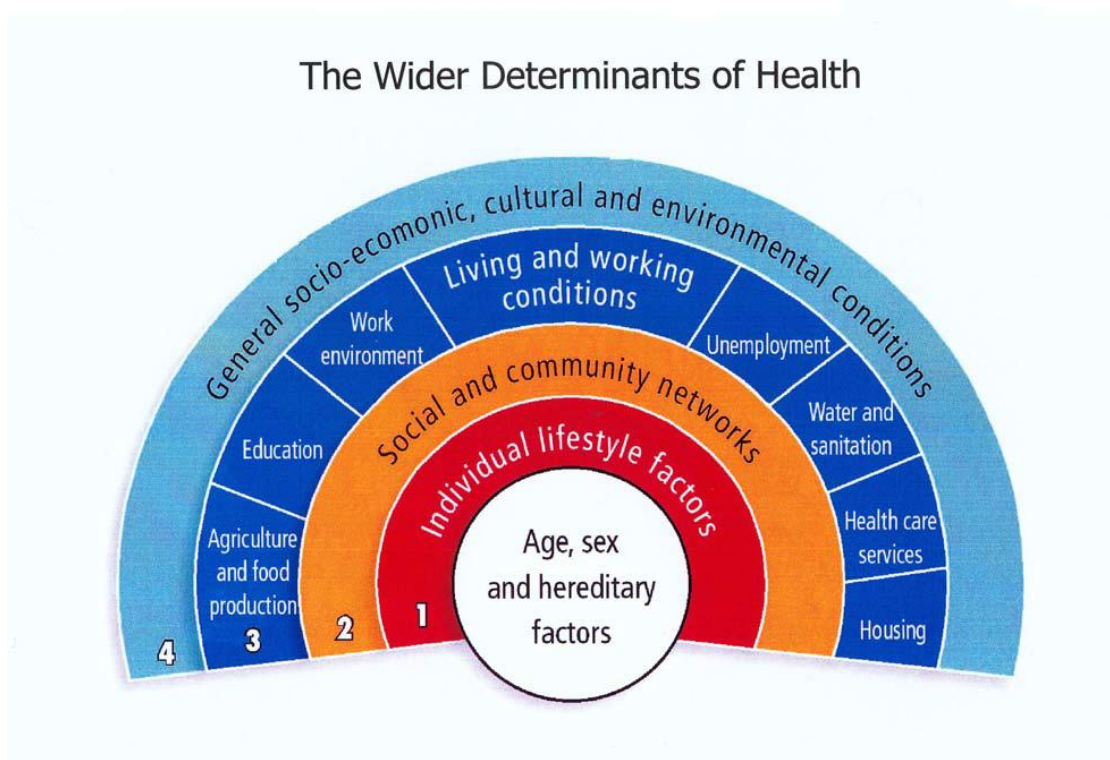 The Wider Determinants of Health
General socio-ecomonic, cultural and environmental conditions
Living and working
conditions
Work
environment
Unemployment
Education
Water and
sanitation
Agriculture
and food
production
Health care
services
Housing
Social and community networks
Individual lifestyle factors
Age, sex
and hereditary
factors
4
3
2
1